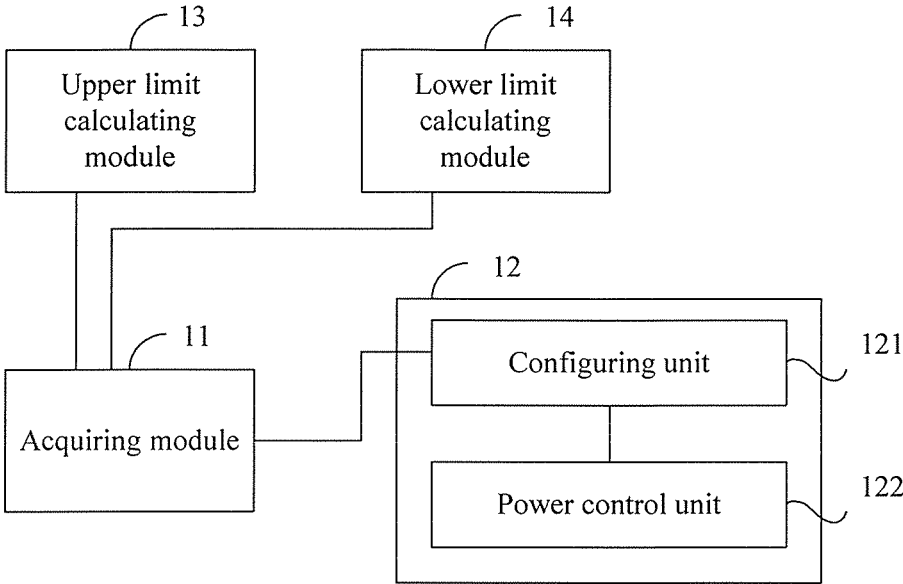 13
14
Upper limit
calculating
module
Lower limit
calculating
module
12
11
121
Configuring unit
Acquiring module
122
Power control unit